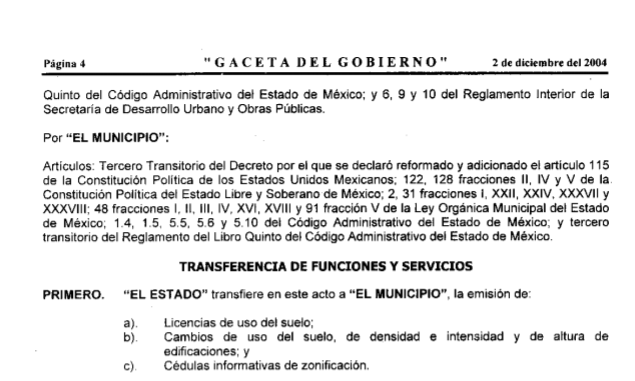 Página 4 "GACETA DEL GOBIERNO" 2 de diciembre del 2004
Quinto del Código Administrativo del Estado de México; y 6, 9 y 10 del Reglamento Interior de la
Secretaría de Desarrollo Urbano y Obras Públicas.
Por "EL MUNICIPIO":
Artículos: Tercero Transitorio del Decreto por el que se declaró reformado y adicionado el artículo 115
de la Constitución Política de los Estados Unidos Mexicanos; 122, 128 fracciones II, IV y V de la
Constitución Política del Estado Libre y Soberano de México; 2, 31 fracciones I, XXII, XXIV, XXXVII y
XXXVIII; 48 fracciones I, II, III, IV, XVI, XVIII y 91 fracción V de la Ley Orgánica Municipal del Estado
de México; 1.4, 1.5, 5.5, 5.6 y 5.10 del Código Administrativo del Estado de México; y tercero
transitorio del Reglamento del Libro Quinto del Código Administrativo del Estado de México.
TRANSFERENCIA DE FUNCIONES Y SERVICIOS
PRIMERO. "EL ESTADO" transfiere en este acto a "EL MUNICIPIO", la emisión de:
a). Licencias de uso del suelo;
b). Cambios de uso del suelo, de densidad e intensidad y de altura de
edificaciones; y
c). Cédulas informativas de zonificación.